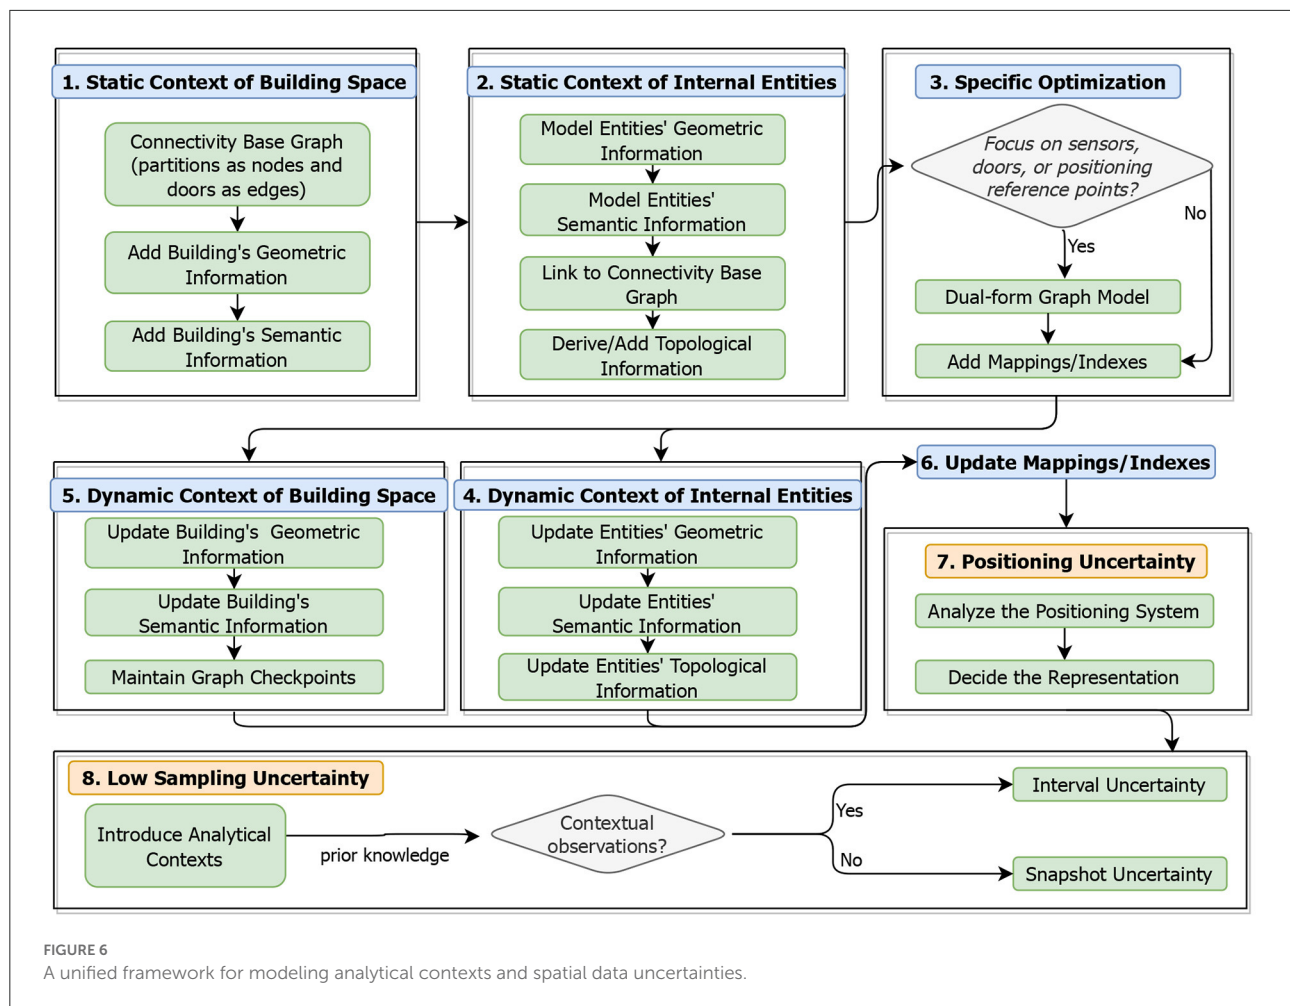 1. Static Context of Building Space
Connectivity Base Graph
(partitions as nodes and
doors as edges)
Add Building's Geometric
Information
Add Building's Semantic
Information
2. Static Context of Internal Entities
Model Entities' Geometric
Information
Model Entities'
Semantic Information
Link to Connectivity Base
Graph
Derive/Add Topological
Information
3. Specific Optimization
Focus on sensors,
doors, or positioning
reference points?
No
Yes
Dual-form Graph Model
Add Mappings/Indexes
5. Dynamic Context of Building Space
Update Building's Geometric
Information
Update Building's
Semantic Information
Maintain Graph Checkpoints
4. Dynamic Context of Internal Entities
Update Entities' Geometric
Information
Update Entities'
Semantic Information
Update Entities' Topological
Information
6. Update Mappings/Indexes
7. Positioning Uncertainty
Analyze the Positioning System
Decide the Representation
8. Low Sampling Uncertainty
Introduce Analytical
Contexts
prior knowledge
Contextual
observations?
Yes
No
Interval Uncertainty
Snapshot Uncertainty
FIGURE 6
A unified framework for modeling analytical contexts and spatial data uncertainties.